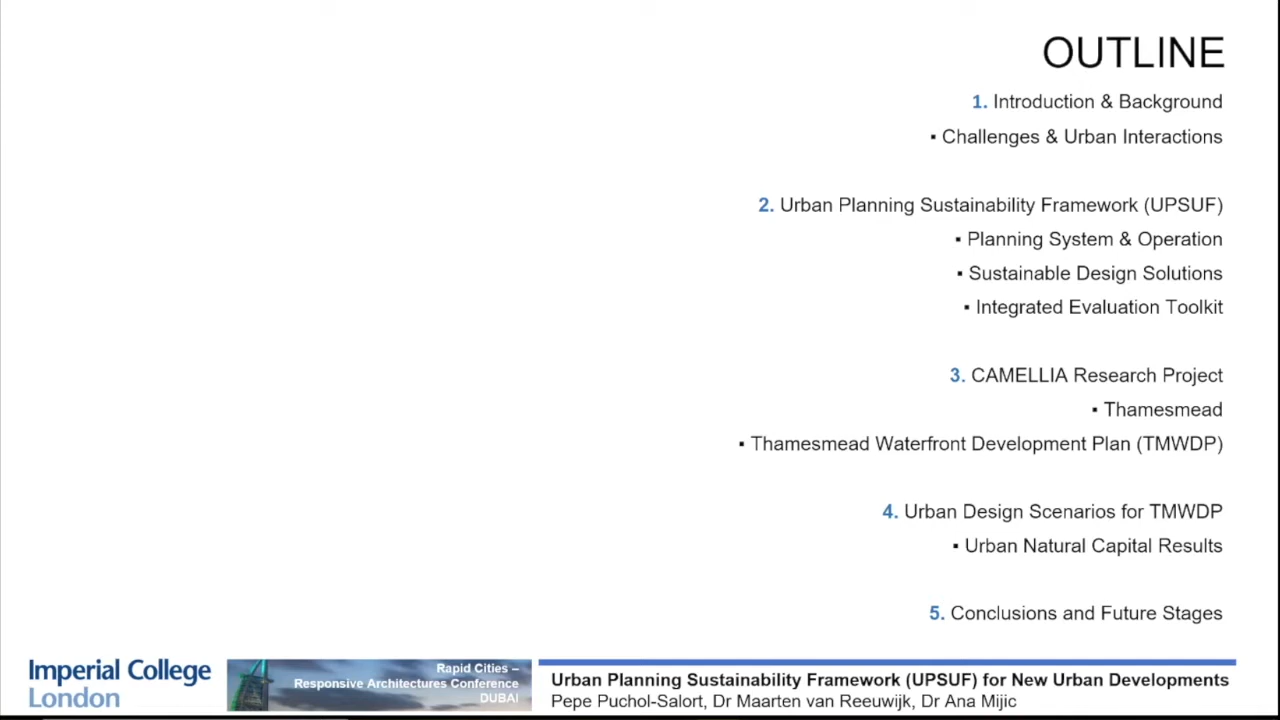 OUTLINE
1. Introduction & Background
▪ Challenges & Urban Interactions
2. Urban Planning Sustainability Framework (UPSUF)
▪ Planning System & Operation
▪ Sustainable Design Solutions
▪ Integrated Evaluation Toolkit
3. CAMELLIA Research Project
▪ Thamesmead
▪ Thamesmead Waterfront Development Plan (TMWDP)
4. Urban Design Scenarios for TMWDP
▪ Urban Natural Capital Results
5. Conclusions and Future Stages
Imperial College
London
Rapid Cities –
Responsive Architectures Conference
DUBAI
Urban Planning Sustainability Framework (UPSUF) for New Urban Developments
Pepe Puchol-Salort, Dr Maarten van Reeuwijk, Dr Ana Mijic